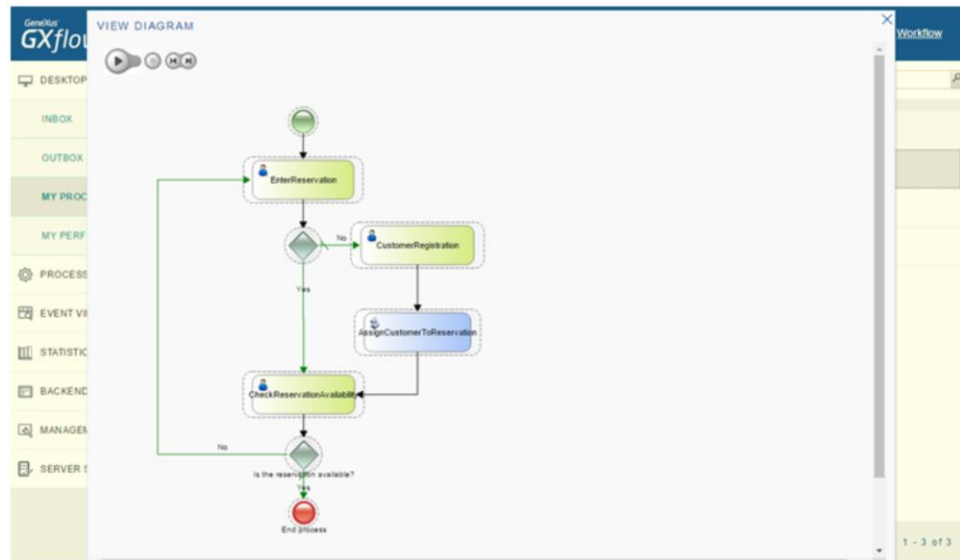 GeneXus
GXflo
VIEW DIAGRAM
Workflow
DESKTOP
INBOX
OUTBOX
MY PROC
MY PERF
PROCESS
EVENT VI
STATISTIC
BACKEND
MANAGEM
SERVER S
EnterReservation
No
CustomerRegistration
Yes
AssignCustomerToReservation
CheckReservationAvailability
No
Is the reservation available?
Yes
End process
1 - 3 of 3